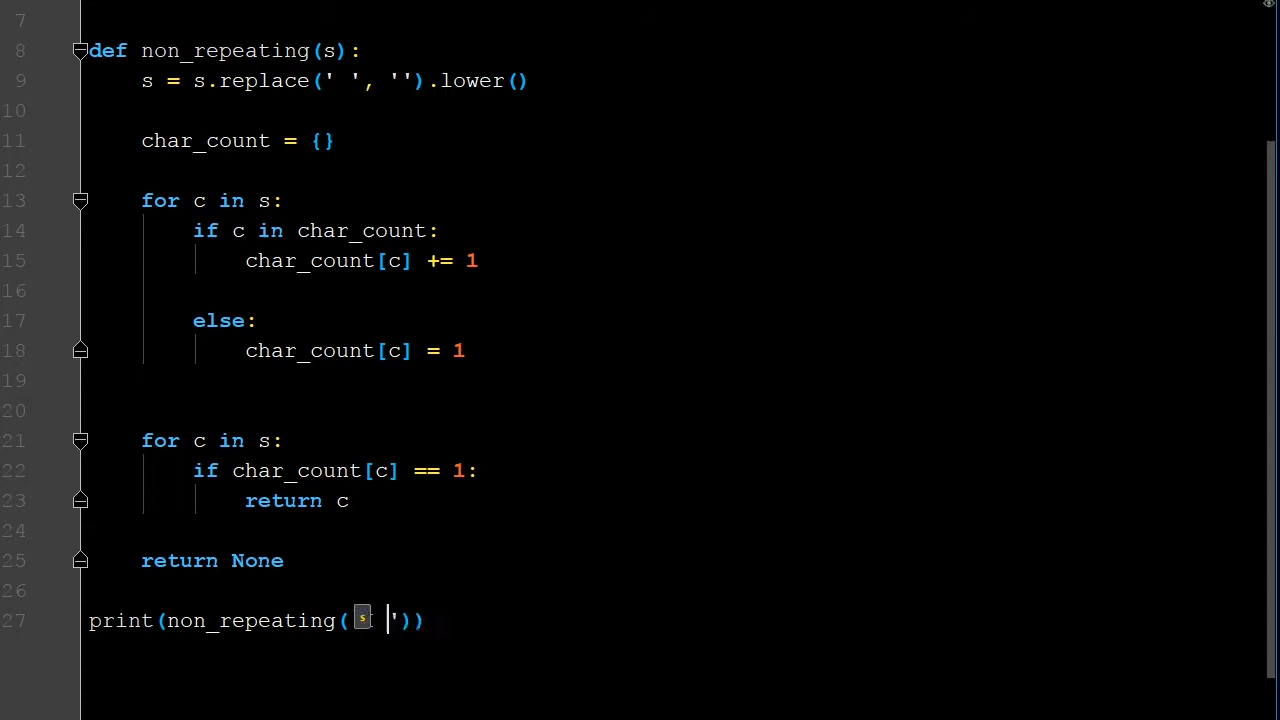 7
8 def non_repeating(s):
9     s = s.replace(' ', '').lower()
10
11     char_count = {}
12
13     for c in s:
14         if c in char_count:
15             char_count[c] += 1
16
17         else:
18             char_count[c] = 1
19
20
21     for c in s:
22         if char_count[c] == 1:
23             return c
24
25     return None
26
27 print(non_repeating( s '))